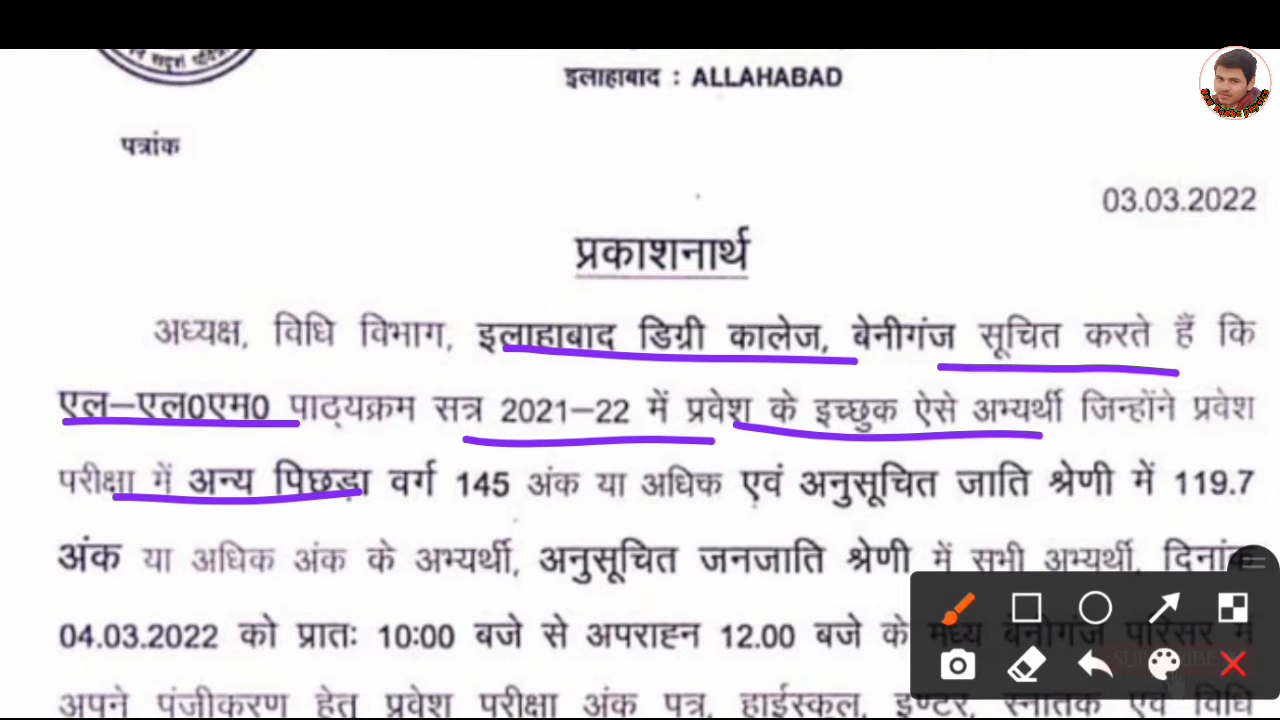 इलाहाबाद : ALLAHABAD
पत्रांक
03.03.2022
प्रकाशनार्थ
अध्यक्ष, विधि विभाग, इलाहाबाद डिग्री कालेज, बेनीगंज सूचित करते हैं कि
एल–एल0एम0 पाठ्यक्रम सत्र 2021–22 में प्रवेश के इच्छुक ऐसे अभ्यर्थी जिन्होंने प्रवेश
परीक्षा में अन्य पिछड़ा वर्ग 145 अंक या अधिक एवं अनुसूचित जाति श्रेणी में 119.7
अंक या अधिक अंक के अभ्यर्थी, अनुसूचित जनजाति श्रेणी में सभी अभ्यर्थी, दिनांक
04.03.2022 को प्रातः 10:00 बजे से अपराह्न 12.00 बजे के मध्य बेनीगंज परिसर में
अपने पंजीकरण हेतु प्रवेश परीक्षा अंक पत्र, हाईस्कूल, इण्टर, स्नातक एवं विधि